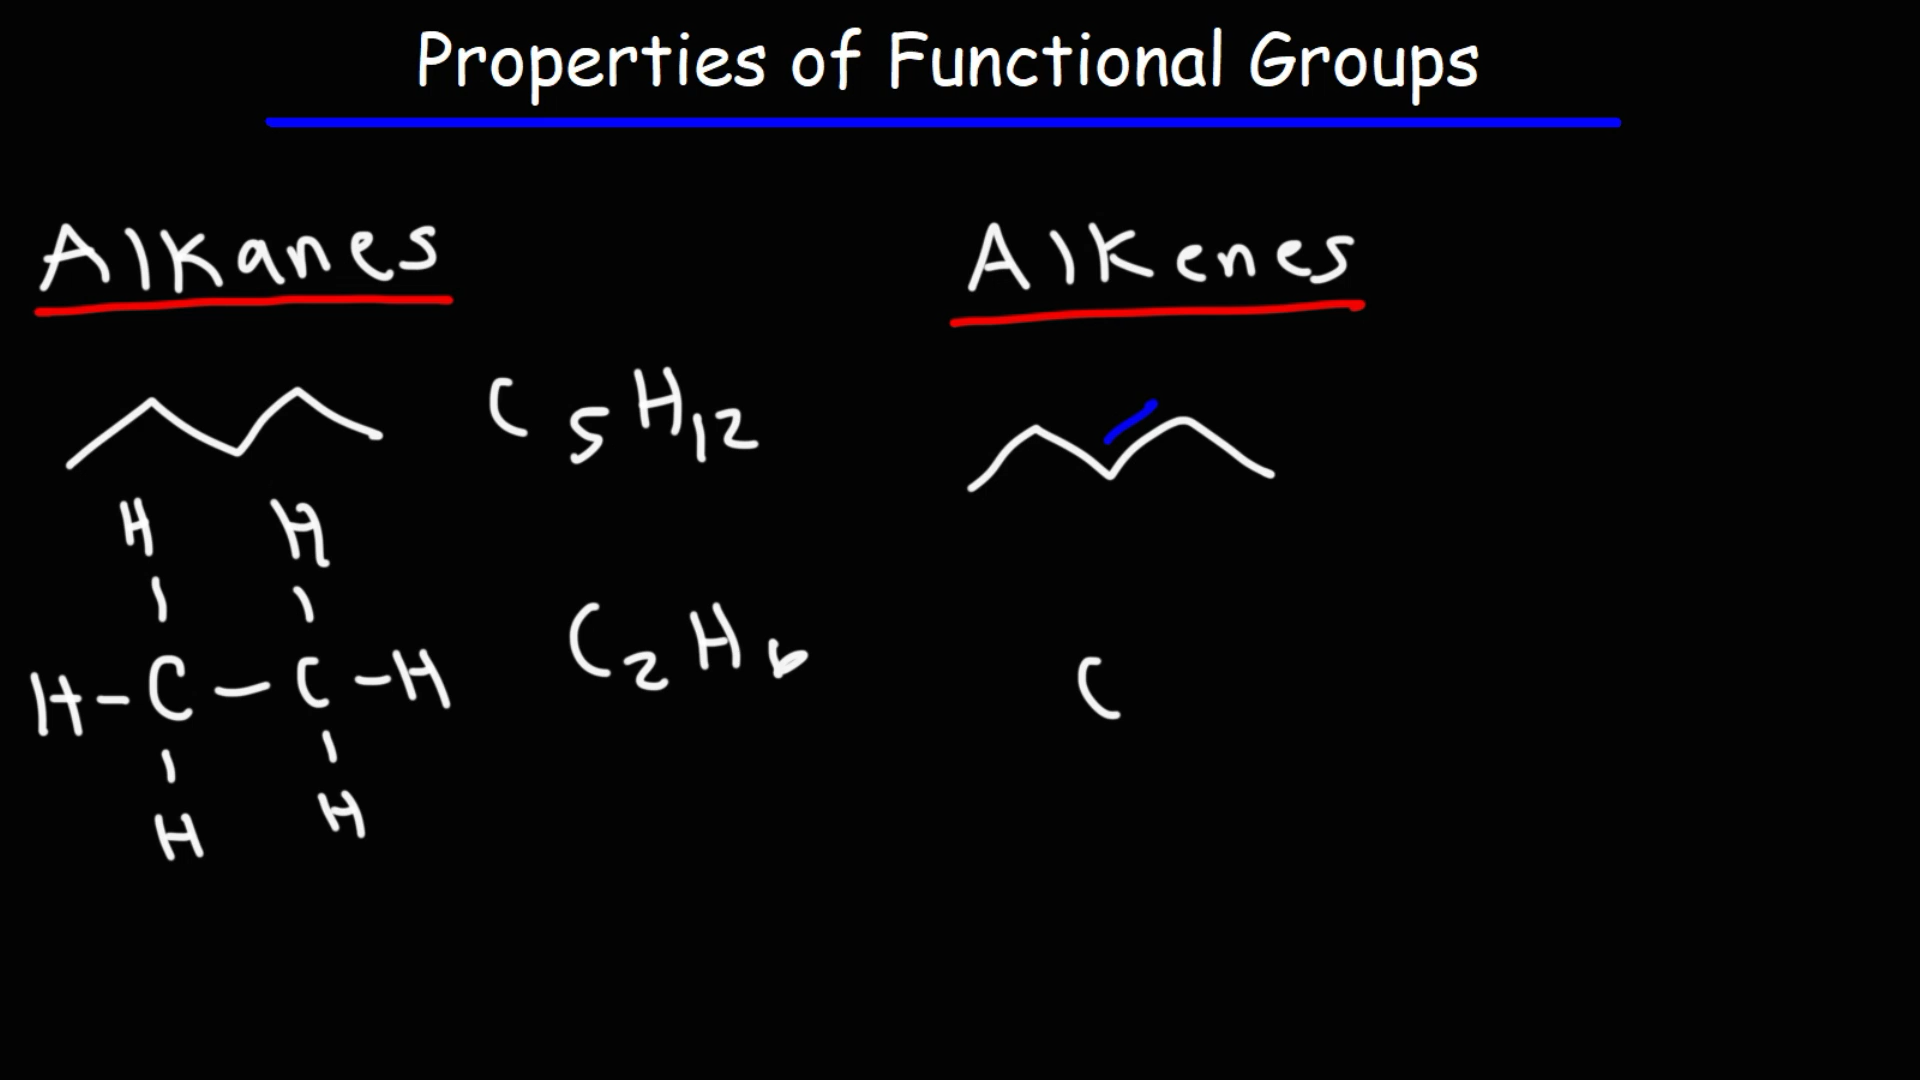 Properties of Functional Groups
Alkanes
Alkenes
C5H12
H H
H-C-C-H
C2H6
C
H H